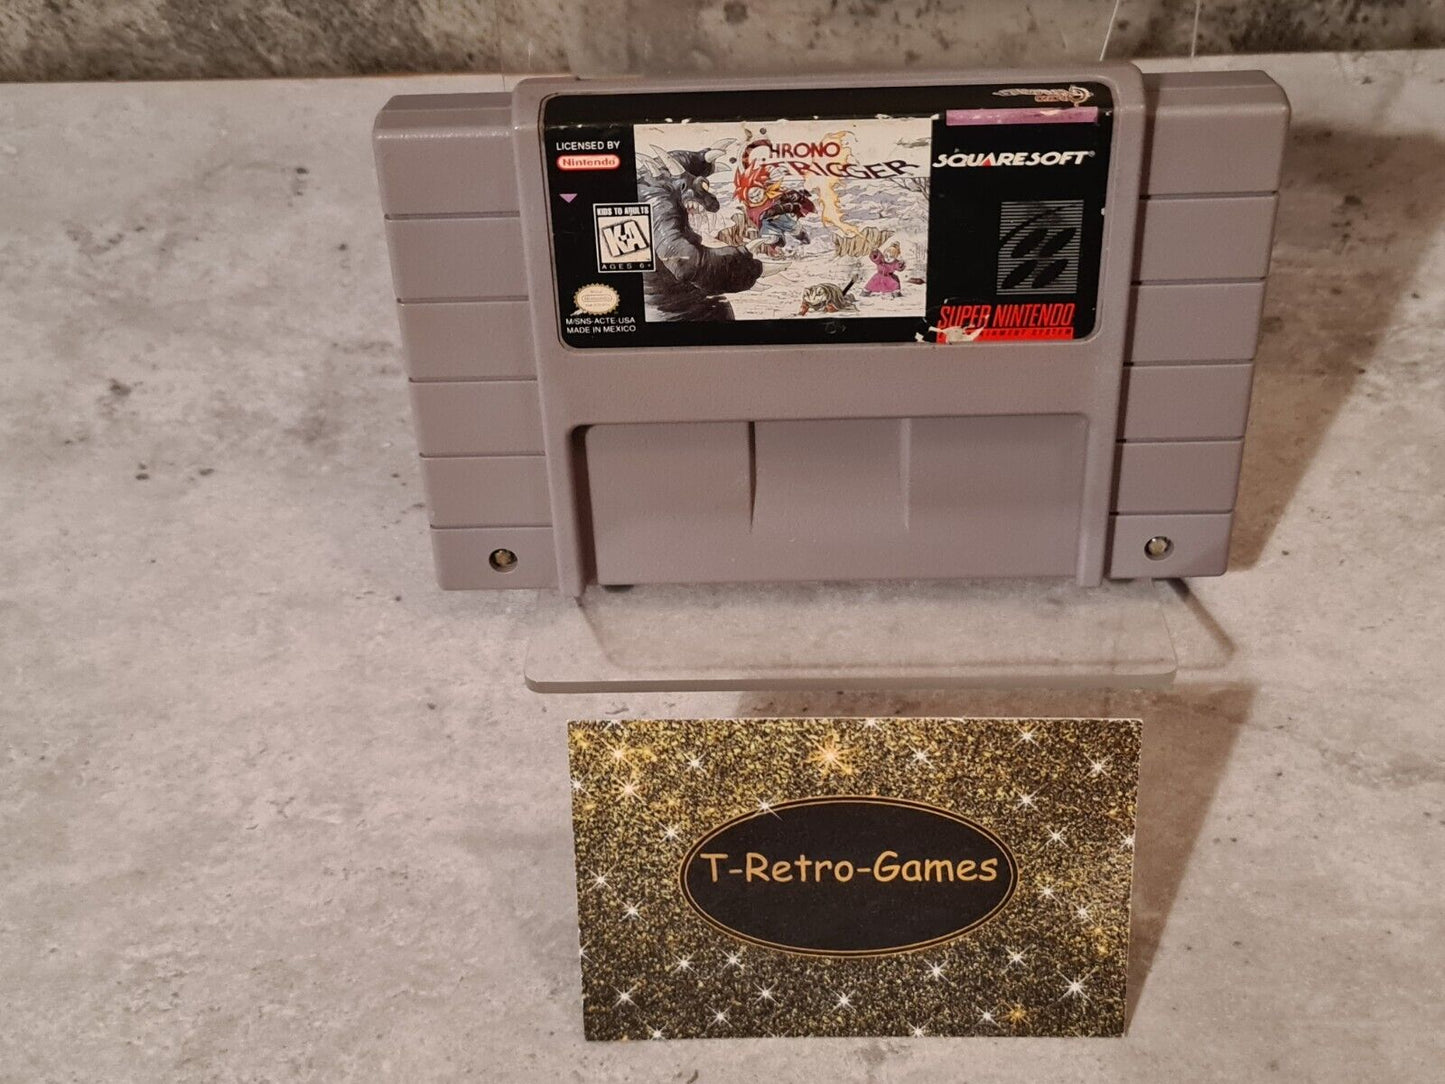 LICENSED BY
Nintendo
KIDS TO ADULTS
K-A
AGES 6+
M/SNS-ACTE-USA
MADE IN MEXICO
CHRONO
TRIGGER
SQUARESOFT®
SUPER NINTENDO
T-Retro-Games